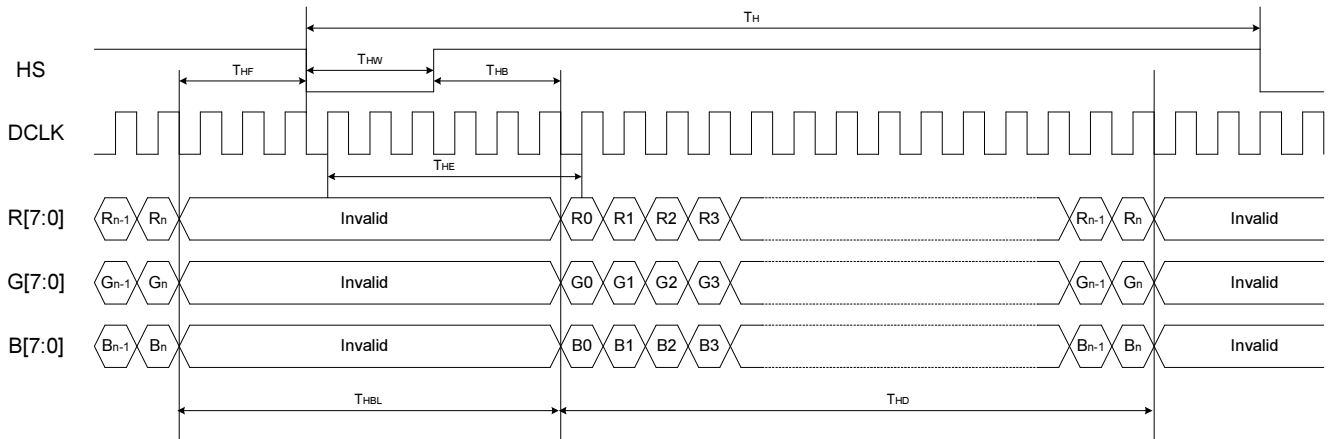 TH
HS
THF
THW
THB
DCLK
THE
R[7:0]
Rn-1
Rn
Invalid
R0
R1
R2
R3
Rn-1
Rn
Invalid
G[7:0]
Gn-1
Gn
Invalid
G0
G1
G2
G3
Gn-1
Gn
Invalid
B[7:0]
Bn-1
Bn
Invalid
B0
B1
B2
B3
Bn-1
Bn
Invalid
THBL
THD